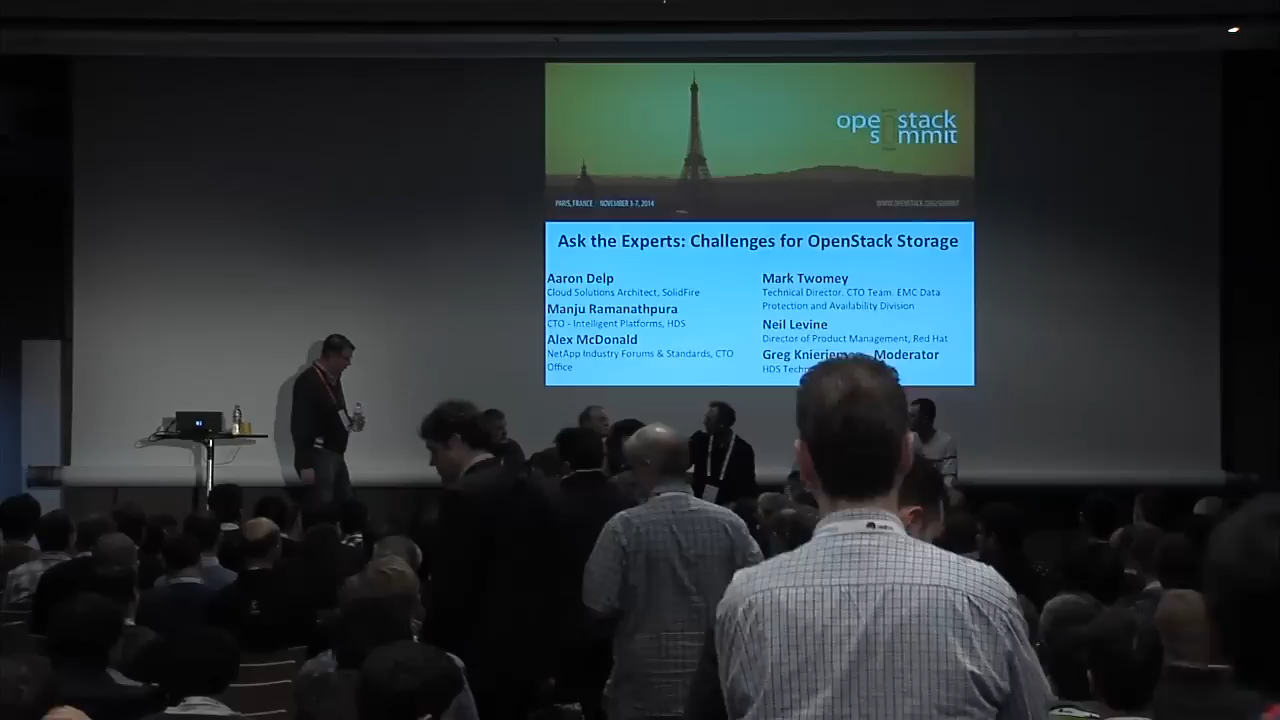 openstack
summit
PARIS, FRANCE NOVEMBER 3-7, 2014
WWW.OPENSTACK.ORG/SUMMIT
Ask the Experts: Challenges for OpenStack Storage
Aaron Delp
Cloud Solutions Architect, SolidFire
Manju Ramanathpura
CTO - Intelligent Platforms, HDS
Alex McDonald
NetApp Industry Forums & Standards, CTO
Office
Mark Twomey
Technical Director. CTO Team. EMC Data
Protection and Availability Division
Neil Levine
Director of Product Management, Red Hat
Greg Moderator
HDS